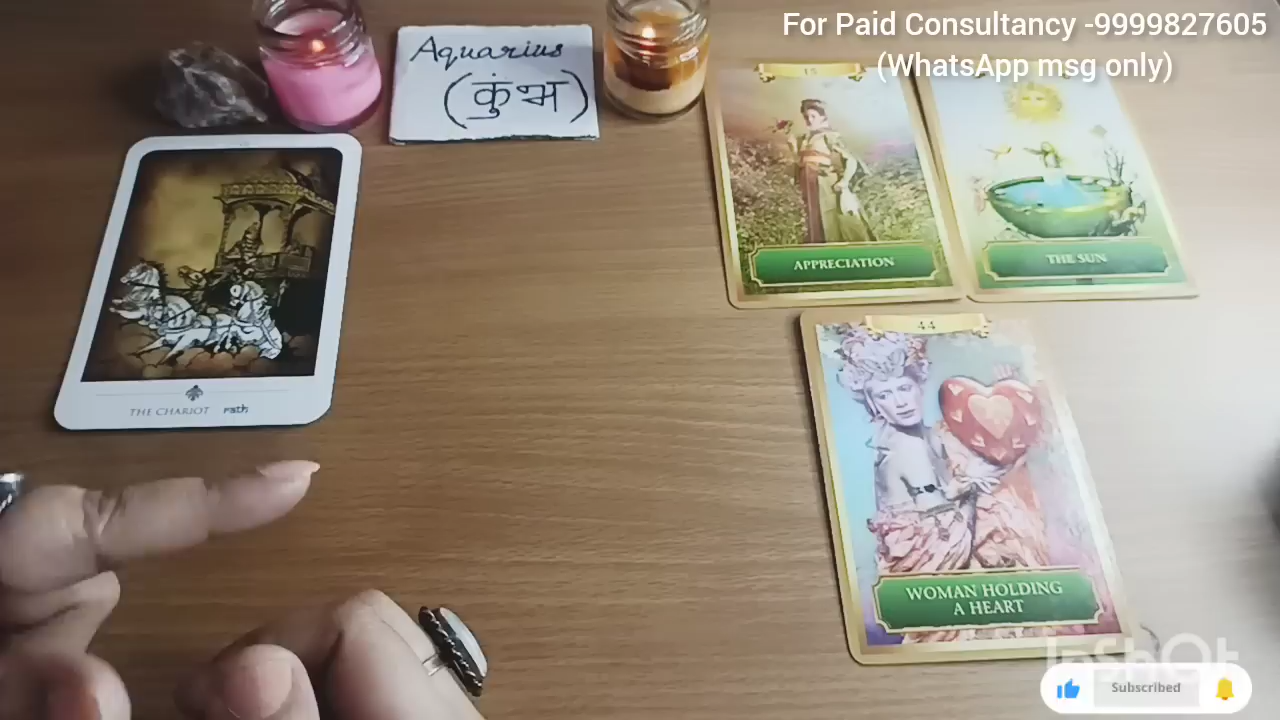 For Paid Consultancy -9999827605
(WhatsApp msg only)
Aquarius
(कुंभ)
15
APPRECIATION
THE SUN
44
WOMAN HOLDING
A HEART
THE CHARIOT rath
InShOt
Subscribed